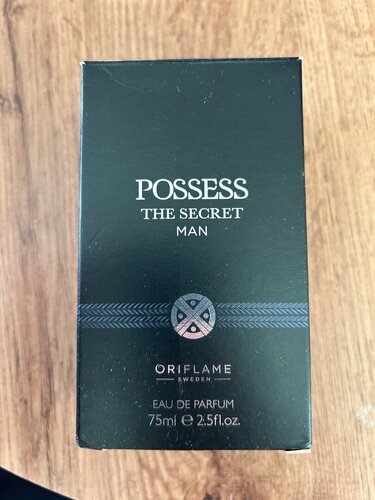 POSSESS
THE SECRET
MAN
ORIFLAME
SWEDEN
EAU DE PARFUM
75ml ℮ 2.5fl.oz.